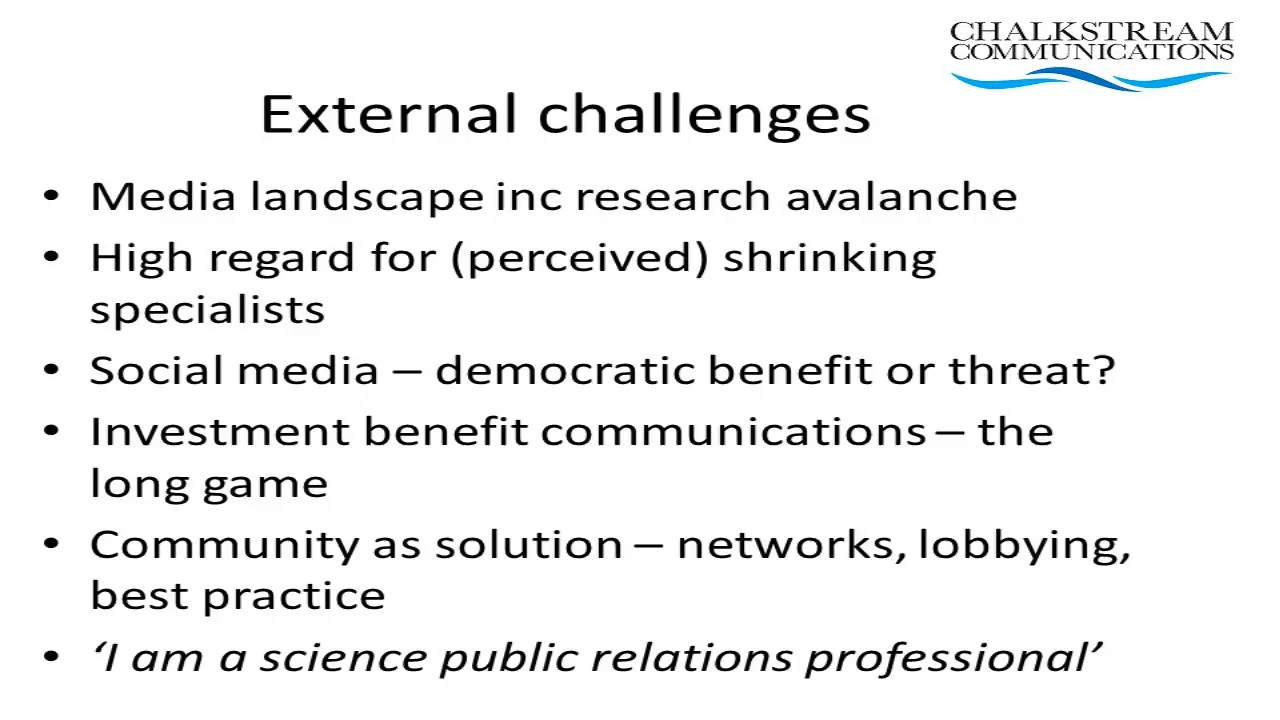 CHALKSTREAM
COMMUNICATIONS
External challenges
• Media landscape inc research avalanche
• High regard for (perceived) shrinking
specialists
• Social media – democratic benefit or threat?
• Investment benefit communications – the
long game
• Community as solution – networks, lobbying,
best practice
• ‘I am a science public relations professional’